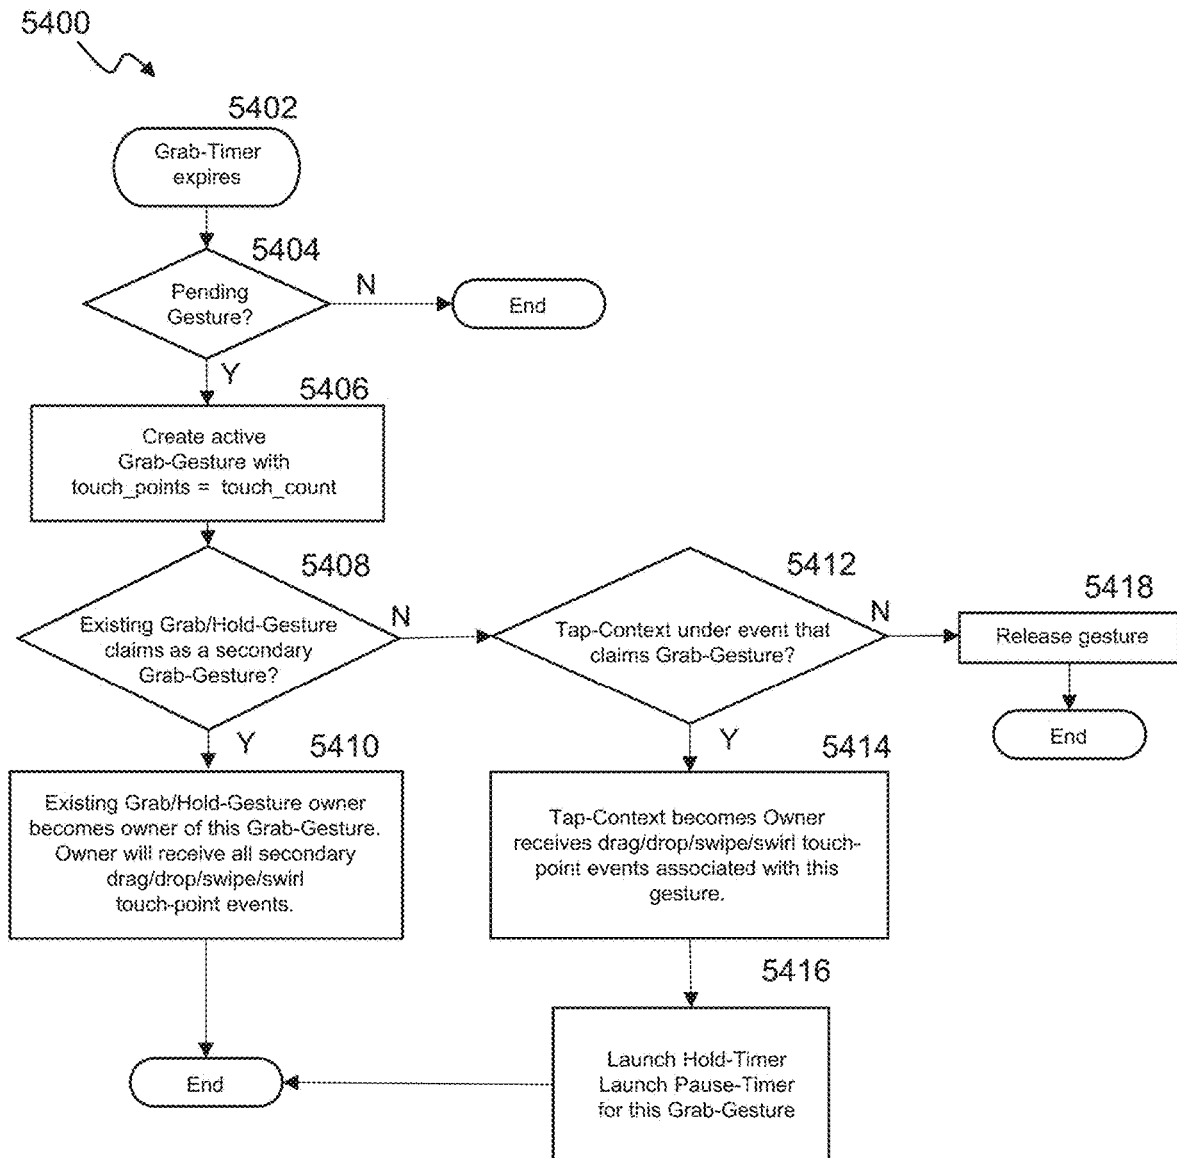 5400
5402
Grab-Timer
expires
5404
Pending
Gesture?
N
End
Y
5406
Create active
Grab-Gesture with
touch_points = touch_count
5408
Existing Grab/Hold-Gesture
claims as a secondary
Grab-Gesture?
N
5412
Tap-Context under event that
claims Grab-Gesture?
N
5418
Release gesture
End
Y
5410
Existing Grab/Hold-Gesture owner
becomes owner of this Grab-Gesture.
Owner will receive all secondary
drag/drop/swipe/swirl
touch-point events.
Y
5414
Tap-Context becomes Owner
receives drag/drop/swipe/swirl touch-
point events associated with this
gesture.
5416
Launch Hold-Timer
Launch Pause-Timer
for this Grab-Gesture
End